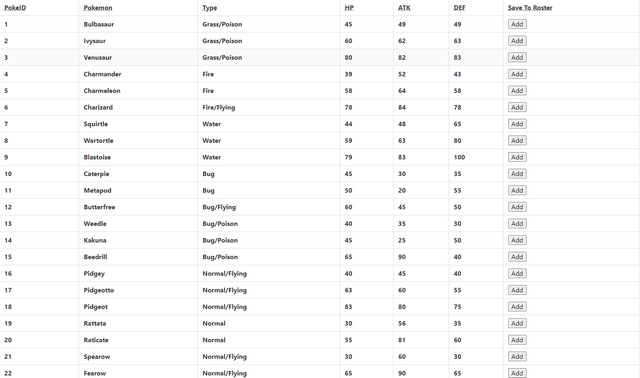 PokeID Pokemon Type HP ATK DEF Save To Roster
1 Bulbasaur Grass/Poison 45 49 49 Add
2 Ivysaur Grass/Poison 60 62 63 Add
3 Venusaur Grass/Poison 80 82 83 Add
4 Charmander Fire 39 52 43 Add
5 Charmeleon Fire 58 64 58 Add
6 Charizard Fire/Flying 78 84 78 Add
7 Squirtle Water 44 48 65 Add
8 Wartortle Water 59 63 80 Add
9 Blastoise Water 79 83 100 Add
10 Caterpie Bug 45 30 35 Add
11 Metapod Bug 50 20 55 Add
12 Butterfree Bug/Flying 60 45 50 Add
13 Weedle Bug/Poison 40 35 30 Add
14 Kakuna Bug/Poison 45 25 50 Add
15 Beedrill Bug/Poison 65 90 40 Add
16 Pidgey Normal/Flying 40 45 40 Add
17 Pidgeotto Normal/Flying 63 60 55 Add
18 Pidgeot Normal/Flying 83 80 75 Add
19 Rattata Normal 30 56 35 Add
20 Raticate Normal 55 81 60 Add
21 Spearow Normal/Flying 30 60 30 Add
22 Fearow Normal/Flying 65 90 65 Add